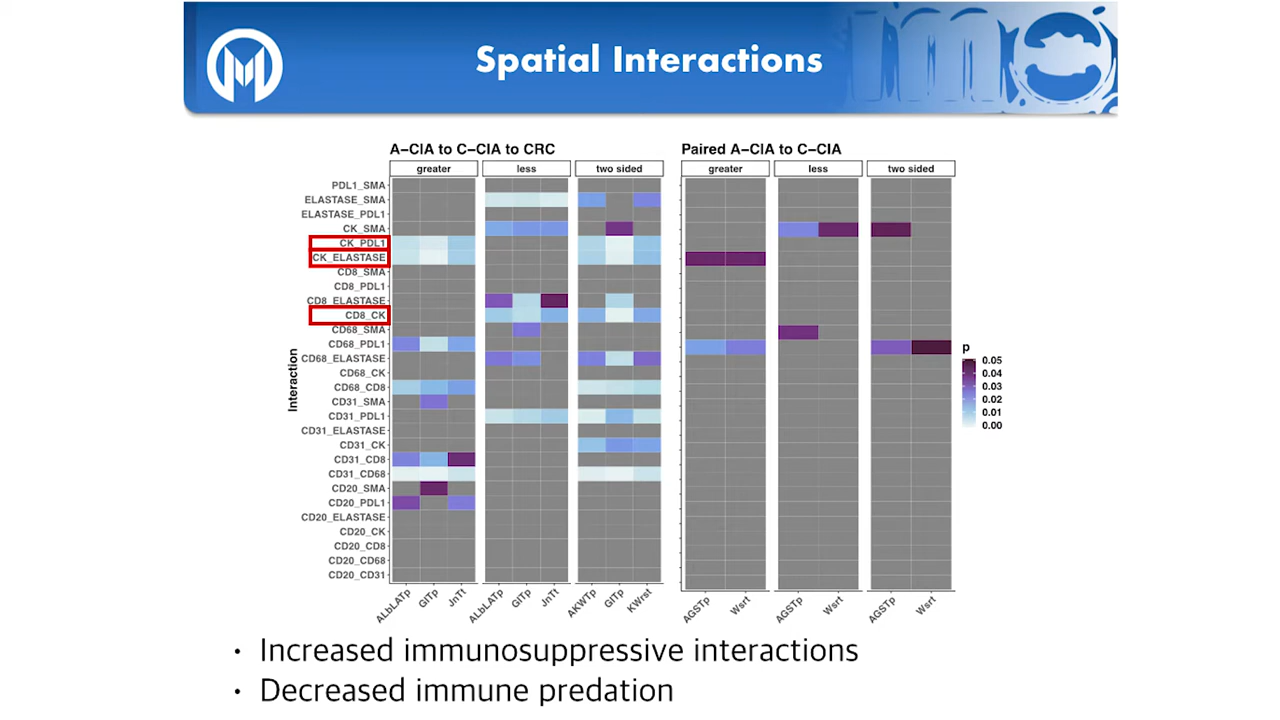 Spatial Interactions
A−CIA to C−CIA to CRC
greater less two sided
Paired A−CIA to C−CIA
greater less two sided
Interaction
PDL1_SMA
ELASTASE_SMA
ELASTASE_PDL1
CK_SMA
CK_PDL1
CK_ELASTASE
CD8_SMA
CD8_PDL1
CD8_ELASTASE
CD8_CK
CD68_SMA
CD68_PDL1
CD68_ELASTASE
CD68_CK
CD68_CD8
CD31_SMA
CD31_PDL1
CD31_ELASTASE
CD31_CK
CD31_CD8
CD31_CD68
CD20_SMA
CD20_PDL1
CD20_ELASTASE
CD20_CK
CD20_CD8
CD20_CD68
CD20_CD31
ALbLATp GlTp JnTt ALbLATp GlTp JnTt AKWTp GlTp KWrst
AGSTp Wsrt AGSTp Wsrt AGSTp Wsrt
p
0.05
0.04
0.03
0.02
0.01
0.00
• Increased immunosuppressive interactions
• Decreased immune predation